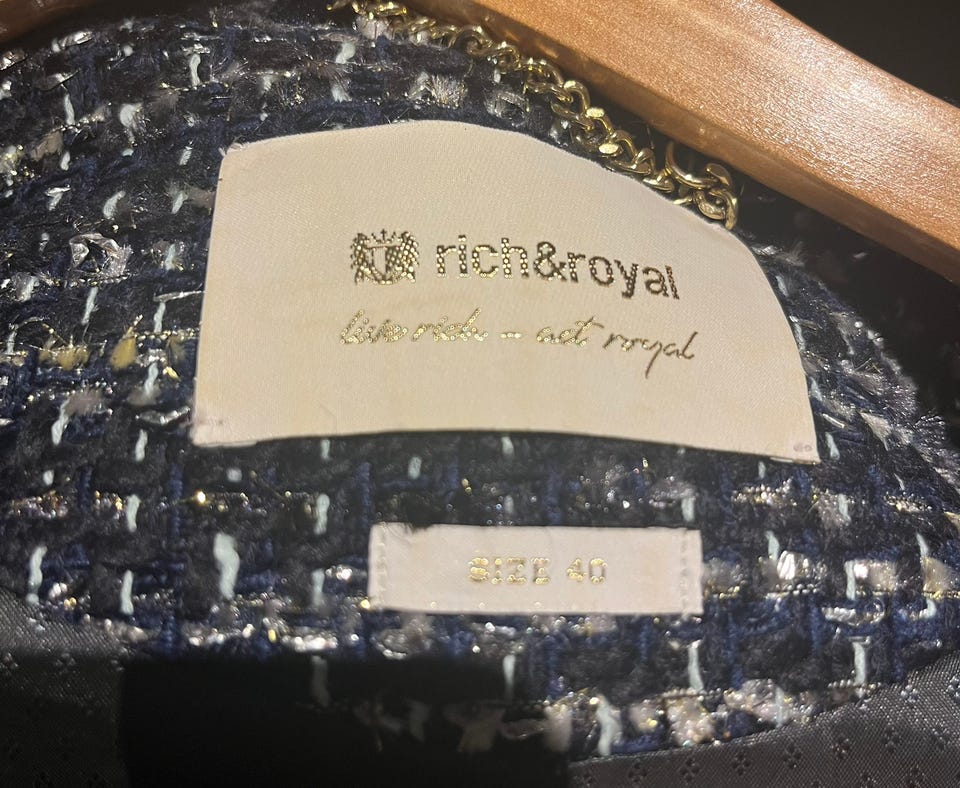 rich&royal
live rich – act royal
SIZE 40